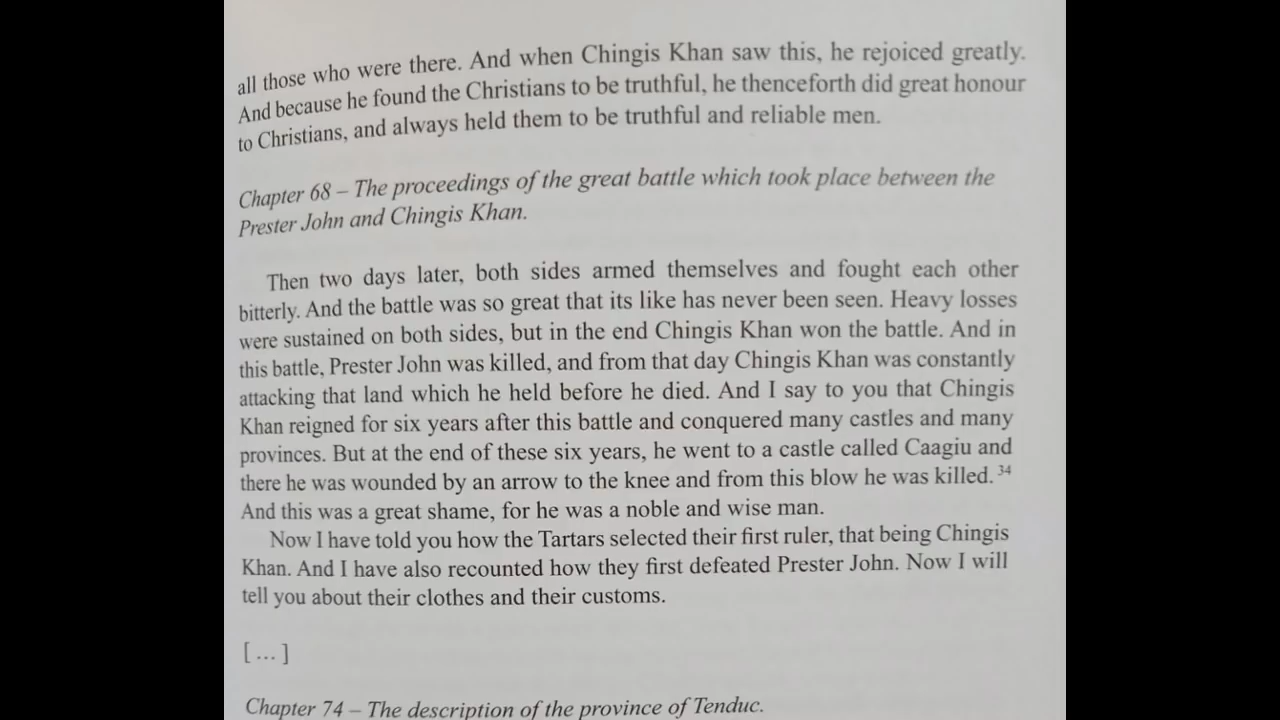 all those who were there. And when Chingis Khan saw this, he rejoiced greatly.
And because he found the Christians to be truthful, he thenceforth did great honour
to Christians, and always held them to be truthful and reliable men.
Chapter 68 – The proceedings of the great battle which took place between the
Prester John and Chingis Khan.
Then two days later, both sides armed themselves and fought each other
bitterly. And the battle was so great that its like has never been seen. Heavy losses
were sustained on both sides, but in the end Chingis Khan won the battle. And in
this battle, Prester John was killed, and from that day Chingis Khan was constantly
attacking that land which he held before he died. And I say to you that Chingis
Khan reigned for six years after this battle and conquered many castles and many
provinces. But at the end of these six years, he went to a castle called Caagiu and
there he was wounded by an arrow to the knee and from this blow he was killed. 34
And this was a great shame, for he was a noble and wise man.
Now I have told you how the Tartars selected their first ruler, that being Chingis
Khan. And I have also recounted how they first defeated Prester John. Now I will
tell you about their clothes and their customs.
[ ... ]
Chapter 74 – The description of the province of Tenduc.